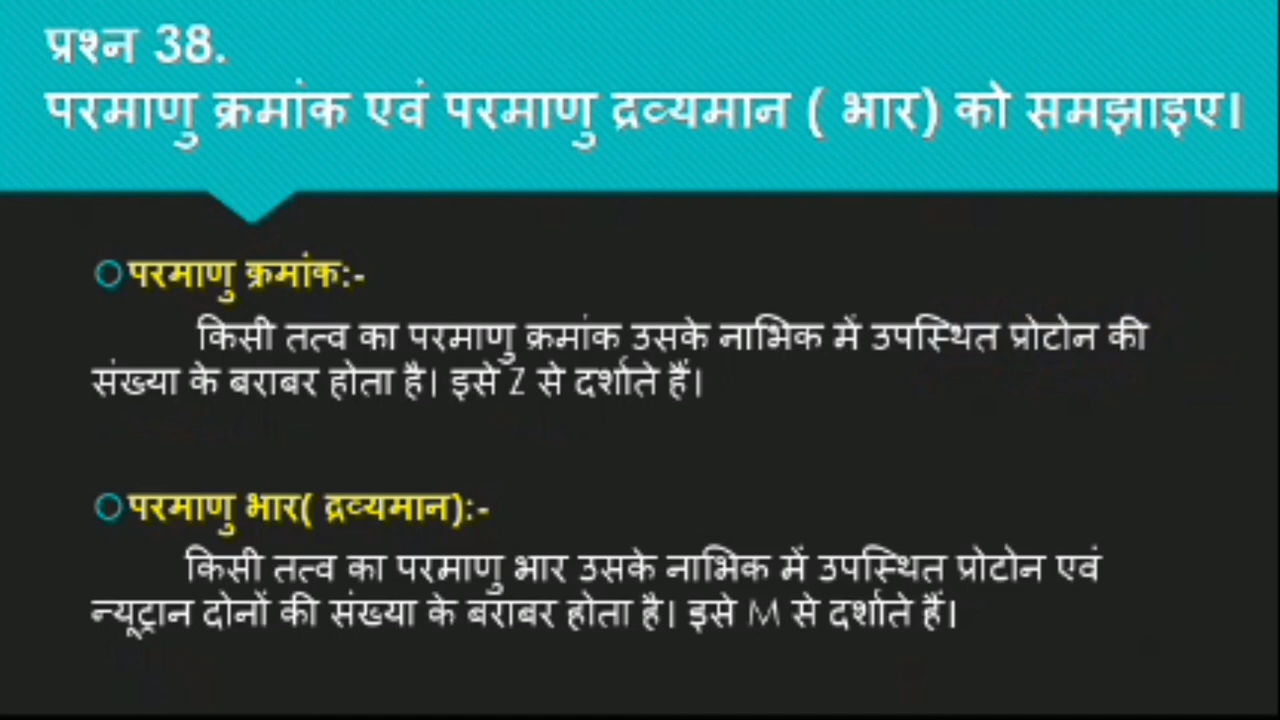 प्रश्न 38.
परमाणु क्रमांक एवं परमाणु द्रव्यमान ( भार) को समझाइए।
परमाणु क्रमांक:-
किसी तत्व का परमाणु क्रमांक उसके नाभिक में उपस्थित प्रोटोन की
संख्या के बराबर होता है। इसे Z से दर्शाते हैं।
परमाणु भार( द्रव्यमान):-
किसी तत्व का परमाणु भार उसके नाभिक में उपस्थित प्रोटोन एवं
न्यूट्रान दोनों की संख्या के बराबर होता है। इसे M से दर्शाते हैं।